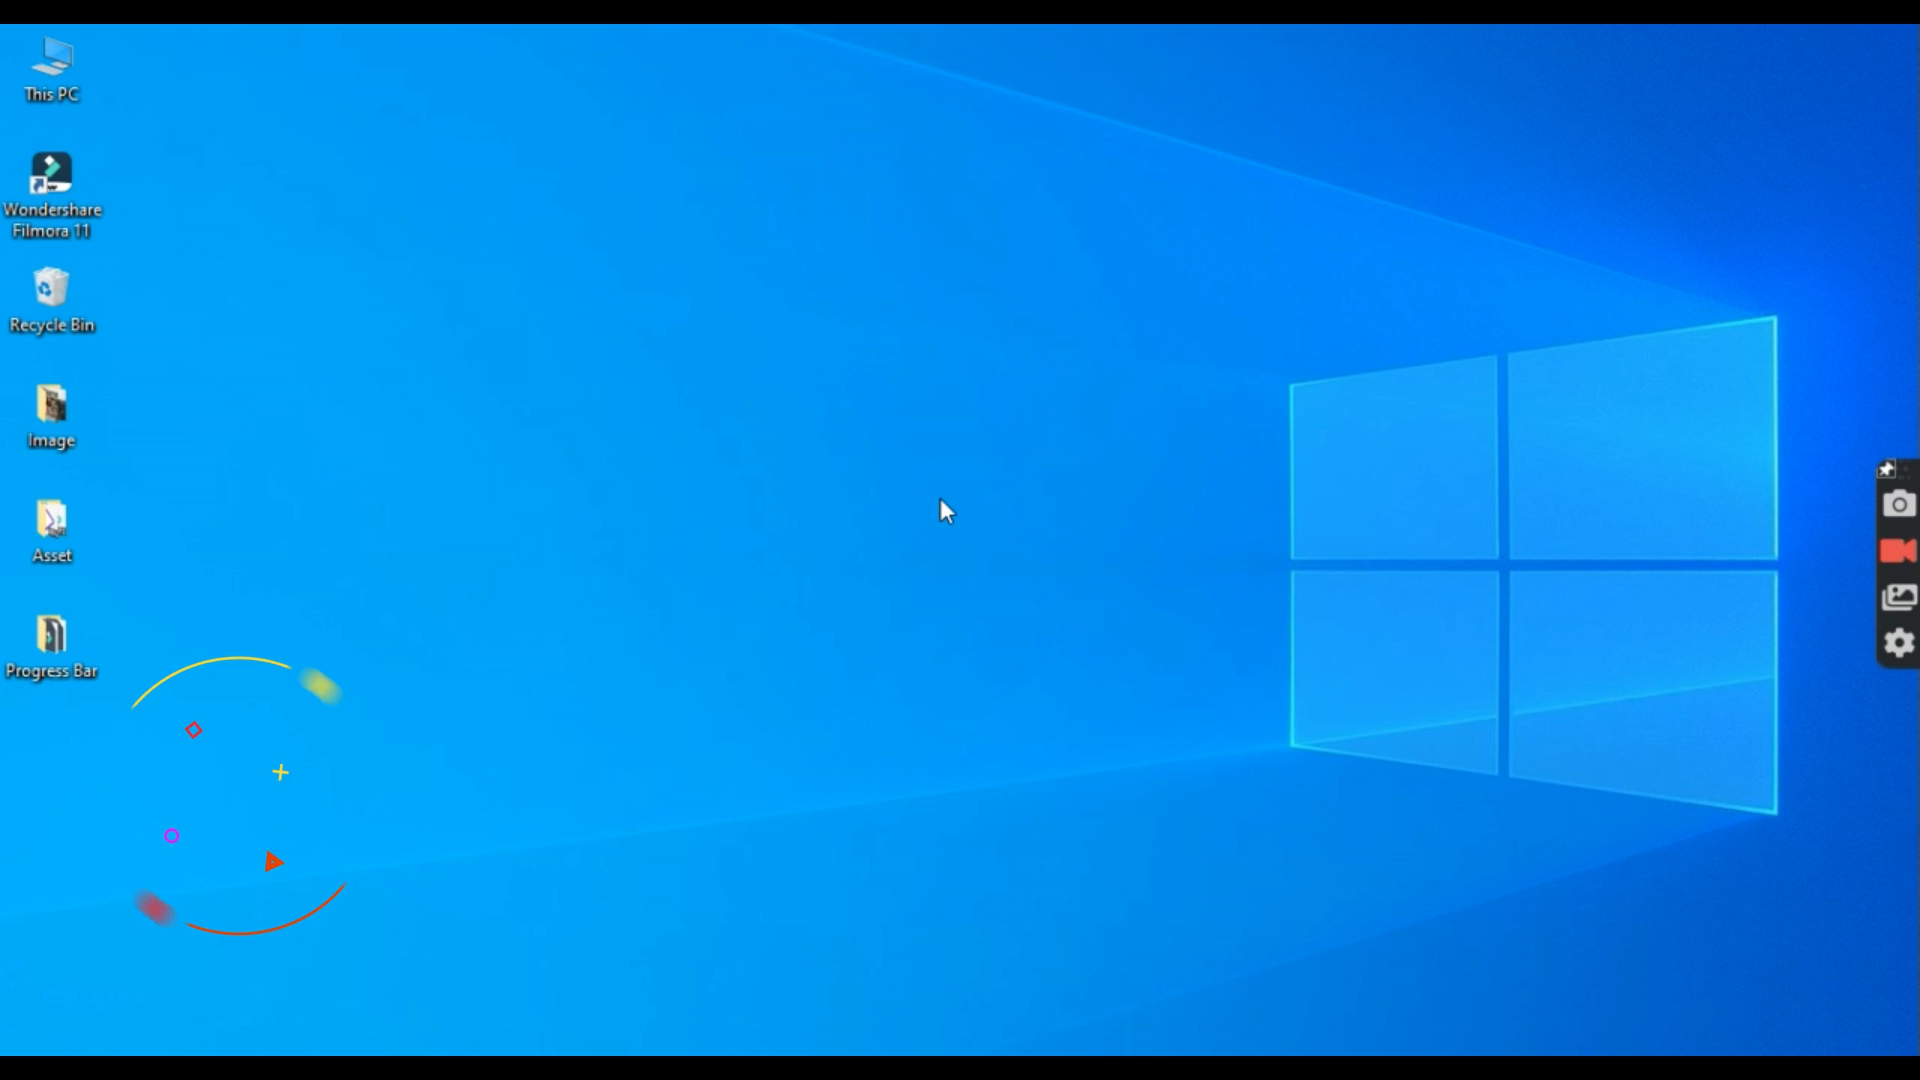 This PC
Wondershare
Filmora 11
Recycle Bin
Image
Asset
Progress Bar